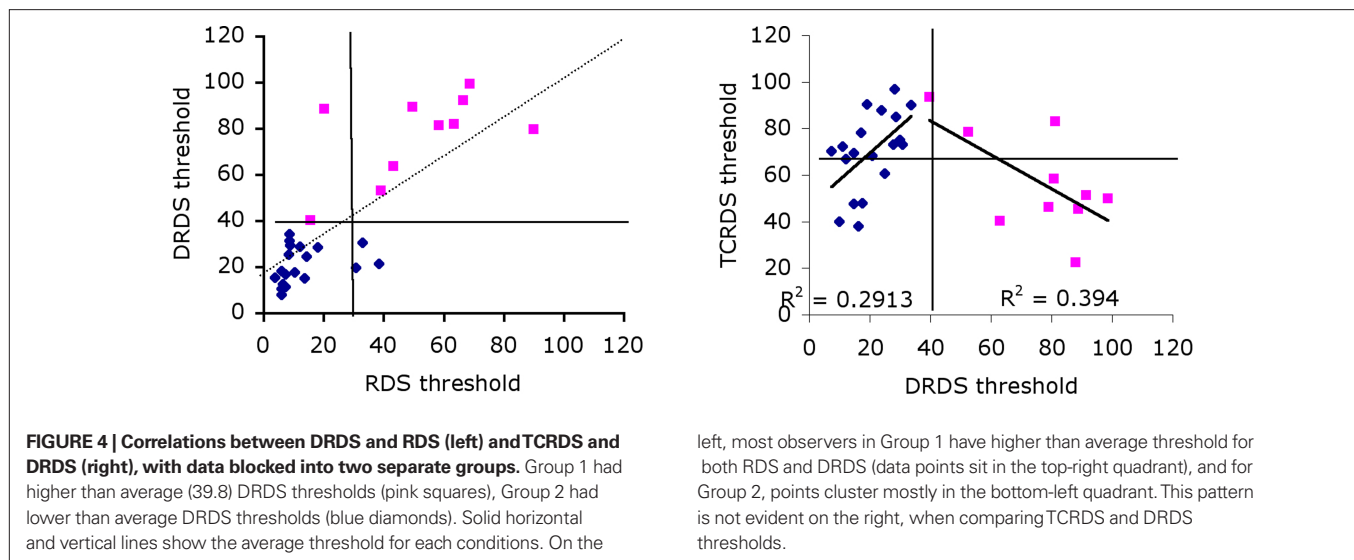 120
100
80
60
40
20
0
DRDS threshold
0 20 40 60 80 100 120
RDS threshold
120
100
80
60
40
20
0
TCRDS threshold
R² = 0.2913
R² = 0.394
0 20 40 60 80 100 120
DRDS threshold
FIGURE 4 | Correlations between DRDS and RDS (left) and TCRDS and
DRDS (right), with data blocked into two separate groups. Group 1 had
higher than average (39.8) DRDS thresholds (pink squares), Group 2 had
lower than average DRDS thresholds (blue diamonds). Solid horizontal
and vertical lines show the average threshold for each conditions. On the
left, most observers in Group 1 have higher than average threshold for
both RDS and DRDS (data points sit in the top-right quadrant), and for
Group 2, points cluster mostly in the bottom-left quadrant. This pattern
is not evident on the right, when comparing TCRDS and DRDS
thresholds.